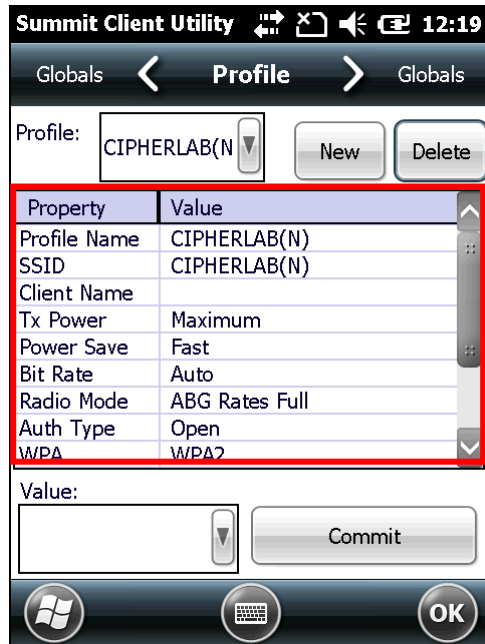 Summit Client Utility 12:19
Globals Profile Globals
Profile: CIPHERLAB(N New Delete
Property Value
Profile Name CIPHERLAB(N)
SSID CIPHERLAB(N)
Client Name
Tx Power Maximum
Power Save Fast
Bit Rate Auto
Radio Mode ABG Rates Full
Auth Type Open
WPA WPA2
Value:
Commit
OK